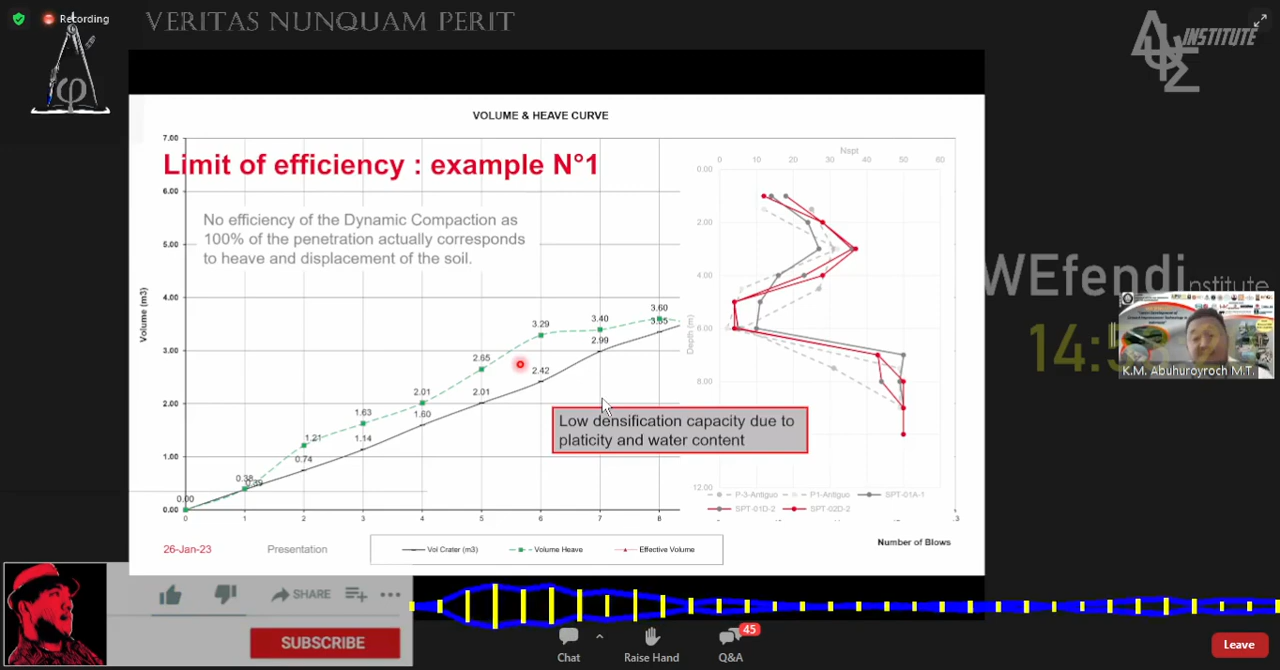 Recording
VERITAS NUNQUAM PERIT
INSTITUTE
φ
VOLUME & HEAVE CURVE
Limit of efficiency : example N°1
No efficiency of the Dynamic Compaction as
100% of the penetration actually corresponds
to heave and displacement of the soil.
Volume (m3)
7.00
6.00
5.00
4.00
3.00
2.00
1.00
0.00
0.00
0.38
0.39
1.21
0.74
1.63
1.14
2.01
1.60
2.65
2.01
3.29
2.42
3.40
2.99
3.60
3.35
0 1 2 3 4 5 6 7 8
Low densification capacity due to
platicity and water content
Nspt
0 10 20 30 40 50 60
Depth (m)
0.00
2.00
4.00
6.00
8.00
12.00
P-3-Antiguo P1-Antiguo SPT-01A-1
SPT-01D-2 SPT-02D-2
Number of Blows
26-Jan-23
Presentation
Vol Crater (m3) Volume Heave Effective Volume
WEfendi
nstitute
K.M. Abuhuroyroch M.T.
SHARE
SUBSCRIBE
Chat
Raise Hand
45
Q&A
Leave